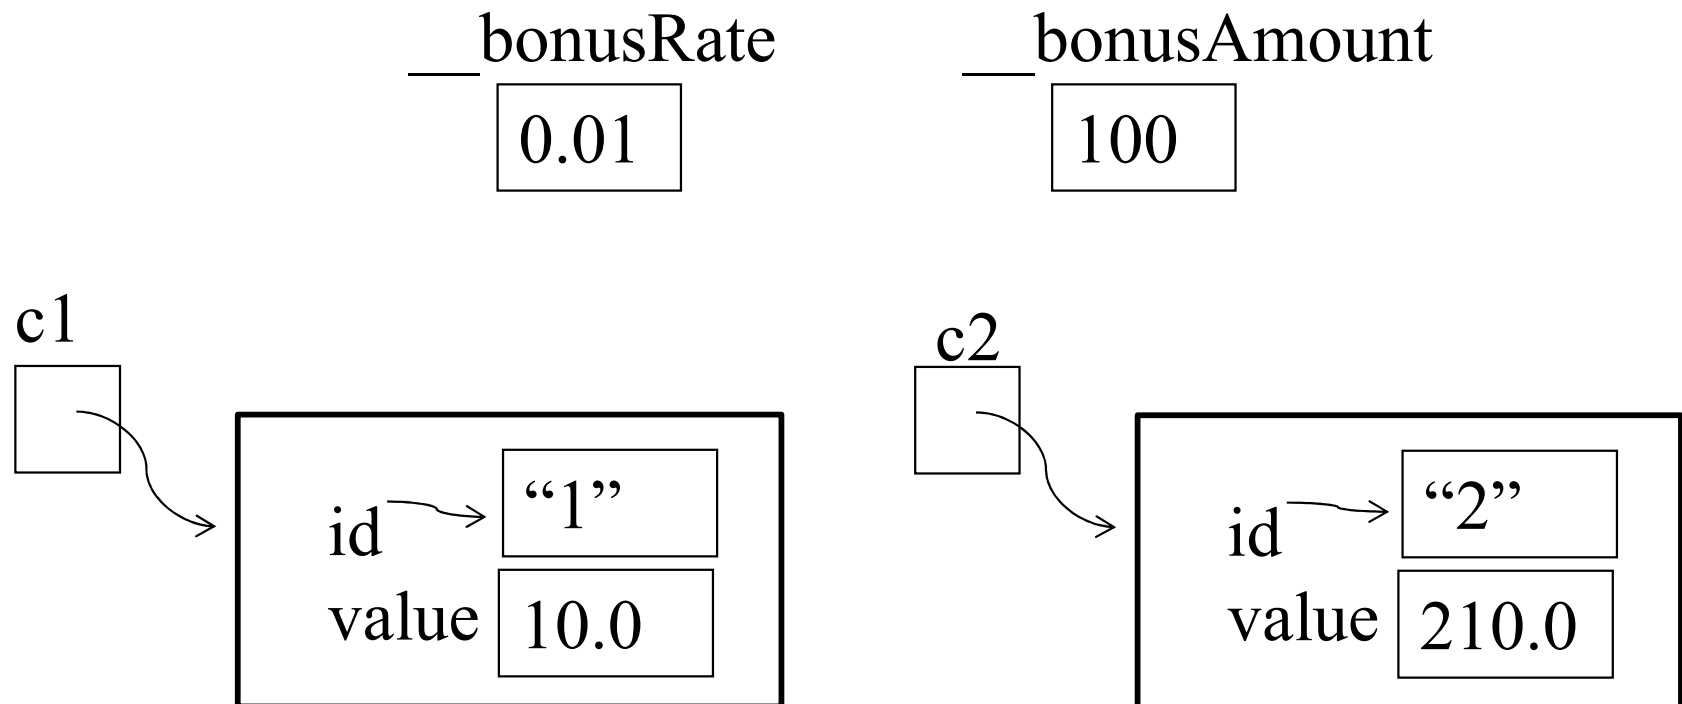 __bonusRate
__bonusAmount
0.01
100
c1
c2
id “1”
value 10.0
id “2”
value 210.0